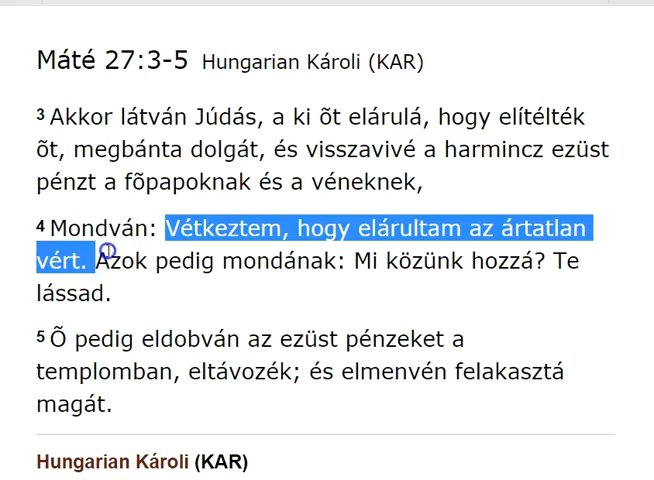 Máté 27:3-5 Hungarian Károli (KAR)
3 Akkor látván Júdás, a ki õt elárulá, hogy elítélték
õt, megbánta dolgát, és visszavivé a harmincz ezüst
pénzt a fõpapoknak és a véneknek,
4 Mondván: Vétkeztem, hogy elárultam az ártatlan
vért. Azok pedig mondának: Mi közünk hozzá? Te
lássad.
5 Õ pedig eldobván az ezüst pénzeket a
templomban, eltávozék; és elmenvén felakasztá
magát.
Hungarian Károli (KAR)